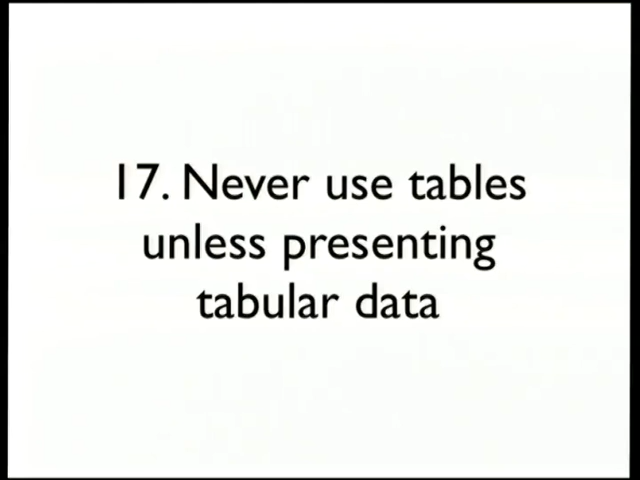 17. Never use tables
unless presenting
tabular data